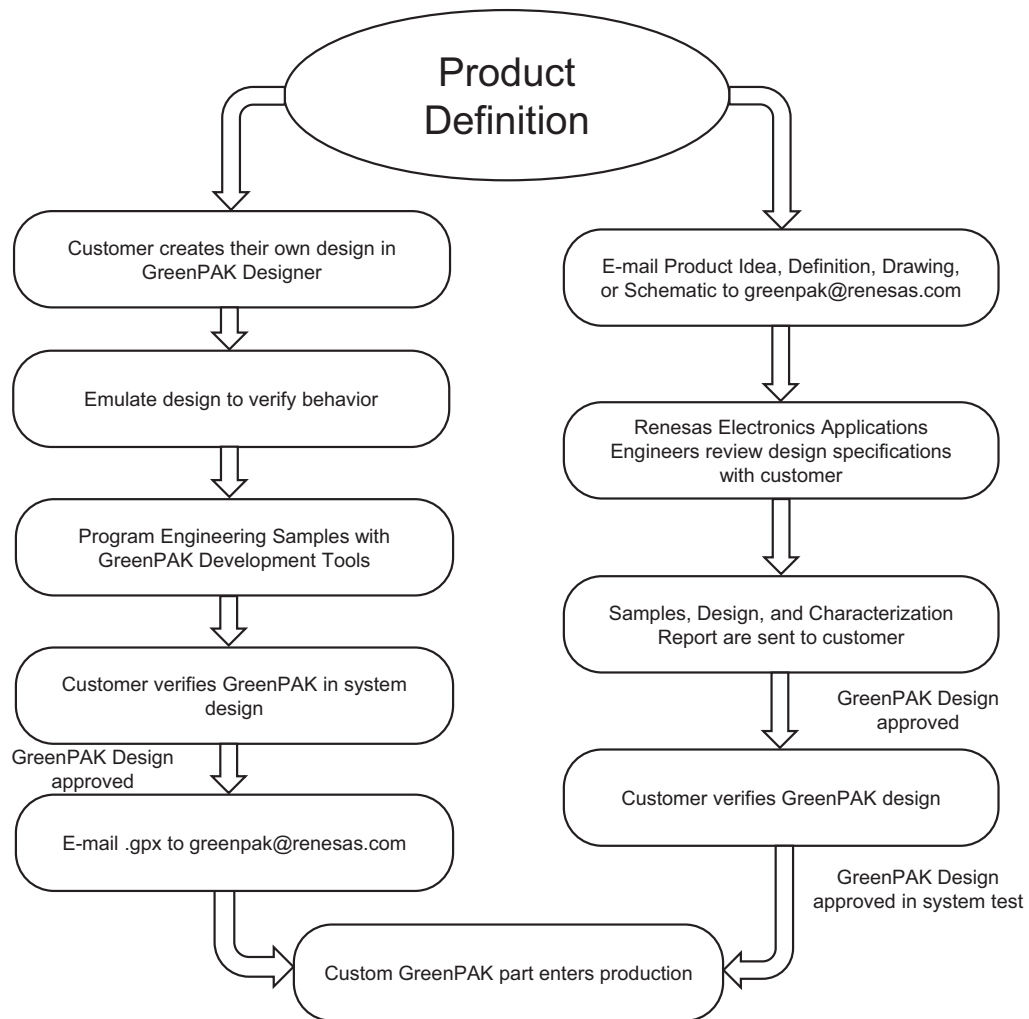 Product
Definition
Customer creates their own design in
GreenPAK Designer
Emulate design to verify behavior
Program Engineering Samples with
GreenPAK Development Tools
Customer verifies GreenPAK in system
design
GreenPAK Design
approved
E-mail .gpx to greenpak@renesas.com
E-mail Product Idea, Definition, Drawing,
or Schematic to greenpak@renesas.com
Renesas Electronics Applications
Engineers review design specifications
with customer
Samples, Design, and Characterization
Report are sent to customer
GreenPAK Design
approved
Customer verifies GreenPAK design
GreenPAK Design
approved in system test
Custom GreenPAK part enters production